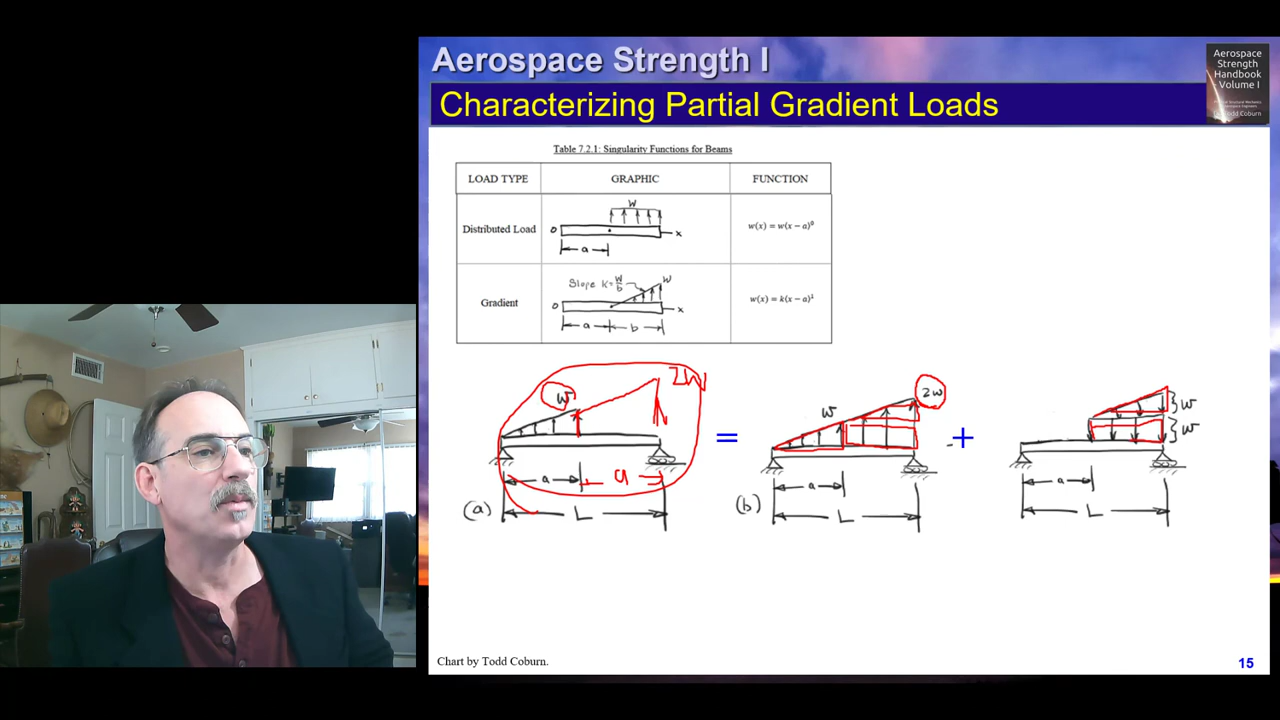 Aerospace Strength I
Aerospace
Strength
Handbook
Volume I
Characterizing Partial Gradient Loads
Table 7.2.1: Singularity Functions for Beams
LOAD TYPE GRAPHIC FUNCTION
Distributed Load
w
O
x
a
w(x) = w⟨x − a⟩⁰
Gradient
Slope K = w/b
w
O
x
a b
w(x) = k⟨x − a⟩¹
(a)
w
2W
a
a
L
=
(b)
w
2w
a
L
+
w
w
a
L
Chart by Todd Coburn.
15